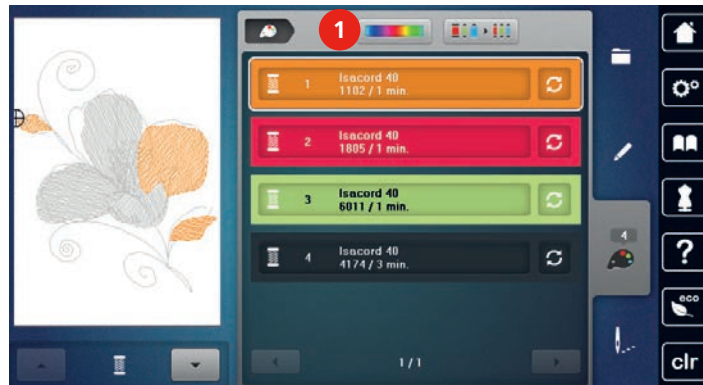 1
1
Isacord 40
1102 / 1 min.
2
Isacord 40
1805 / 1 min.
3
Isacord 40
6011 / 1 min.
4
Isacord 40
4174 / 3 min.
1/1
4
?
eco
clr